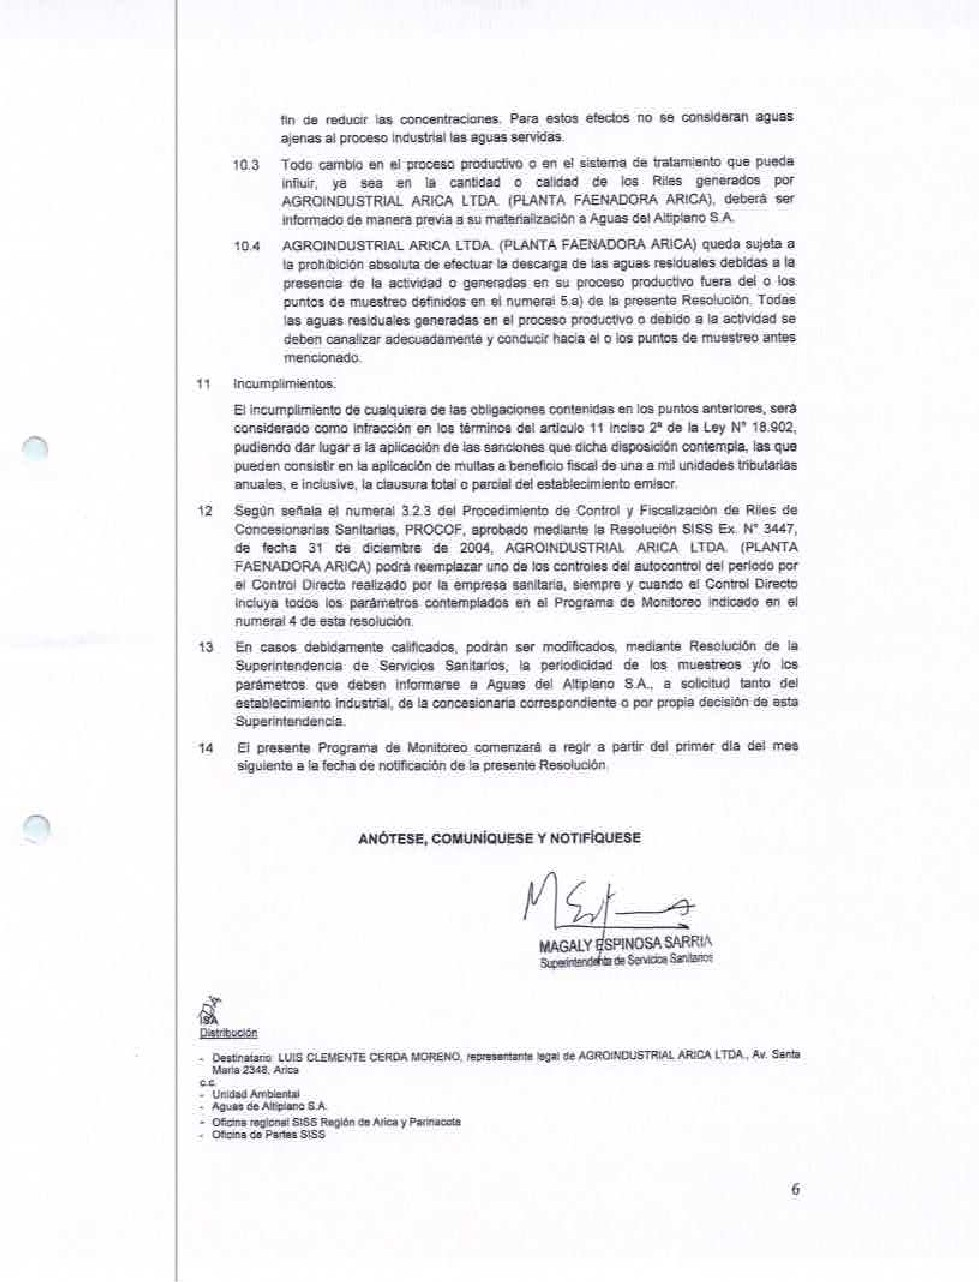 fin de reducir las concentraciones. Para estos efectos no se consideran aguas
ajenas al proceso industrial las aguas servidas.
10.3 Todo cambio en el proceso productivo o en el sistema de tratamiento que pueda
influir, ya sea en la cantidad o calidad de los Riles generados por
AGROINDUSTRIAL ARICA LTDA. (PLANTA FAENADORA ARICA), deberá ser
informado de manera previa a su materialización a Aguas del Altiplano S.A.
10.4 AGROINDUSTRIAL ARICA LTDA. (PLANTA FAENADORA ARICA) queda sujeta a
la prohibición absoluta de efectuar la descarga de las aguas residuales debidas a la
presencia de la actividad o generadas en su proceso productivo fuera del o los
puntos de muestreo definidos en el numeral 5.a) de la presente Resolución. Todas
las aguas residuales generadas en el proceso productivo o debido a la actividad se
deben canalizar adecuadamente y conducir hacia el o los puntos de muestreo antes
mencionado.
11 Incumplimientos.
El incumplimiento de cualquiera de las obligaciones contenidas en los puntos anteriores, será
considerado como infracción en los términos del artículo 11 inciso 2º de la Ley N° 18.902,
pudiendo dar lugar a la aplicación de las sanciones que dicha disposición contempla, las que
pueden consistir en la aplicación de multas a beneficio fiscal de una a mil unidades tributarias
anuales, e inclusive, la clausura total o parcial del establecimiento emisor.
12 Según señala el numeral 3.2.3 del Procedimiento de Control y Fiscalización de Riles de
Concesionarias Sanitarias, PROCOF, aprobado mediante la Resolución SISS Ex. N° 3447,
de fecha 31 de diciembre de 2004, AGROINDUSTRIAL ARICA LTDA. (PLANTA
FAENADORA ARICA) podrá reemplazar uno de los controles del autocontrol del período por
el Control Directo realizado por la empresa sanitaria, siempre y cuando el Control Directo
incluya todos los parámetros contemplados en el Programa de Monitoreo indicado en el
numeral 4 de esta resolución.
13 En casos debidamente calificados, podrán ser modificados, mediante Resolución de la
Superintendencia de Servicios Sanitarios, la periodicidad de los muestreos y/o los
parámetros que deben informarse a Aguas del Altiplano S.A., a solicitud tanto del
establecimiento industrial, de la concesionaria correspondiente o por propia decisión de esta
Superintendencia.
14 El presente Programa de Monitoreo comenzará a regir a partir del primer día del mes
siguiente a la fecha de notificación de la presente Resolución.
ANÓTESE, COMUNÍQUESE Y NOTIFÍQUESE
MAGALY ESPINOSA SARRIA
Superintendenta de Servicios Sanitarios
ISA
Distribución
- Destinatario: LUIS CLEMENTE CERDA MORENO, representante legal de AGROINDUSTRIAL ARICA LTDA., Av. Santa
María 2348, Arica
c.c.
- Unidad Ambiental
- Aguas de Altiplano S.A.
- Oficina regional SISS Región de Arica y Parinacota
- Oficina de Partes SISS
6